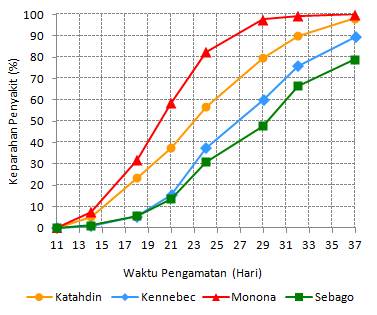 Keparahan Penyakit (%)
100
90
80
70
60
50
40
30
20
10
0
11 13 15 17 19 21 23 25 27 29 31 33 35 37
Waktu Pengamatan (Hari)
Katahdin Kennebec Monona Sebago